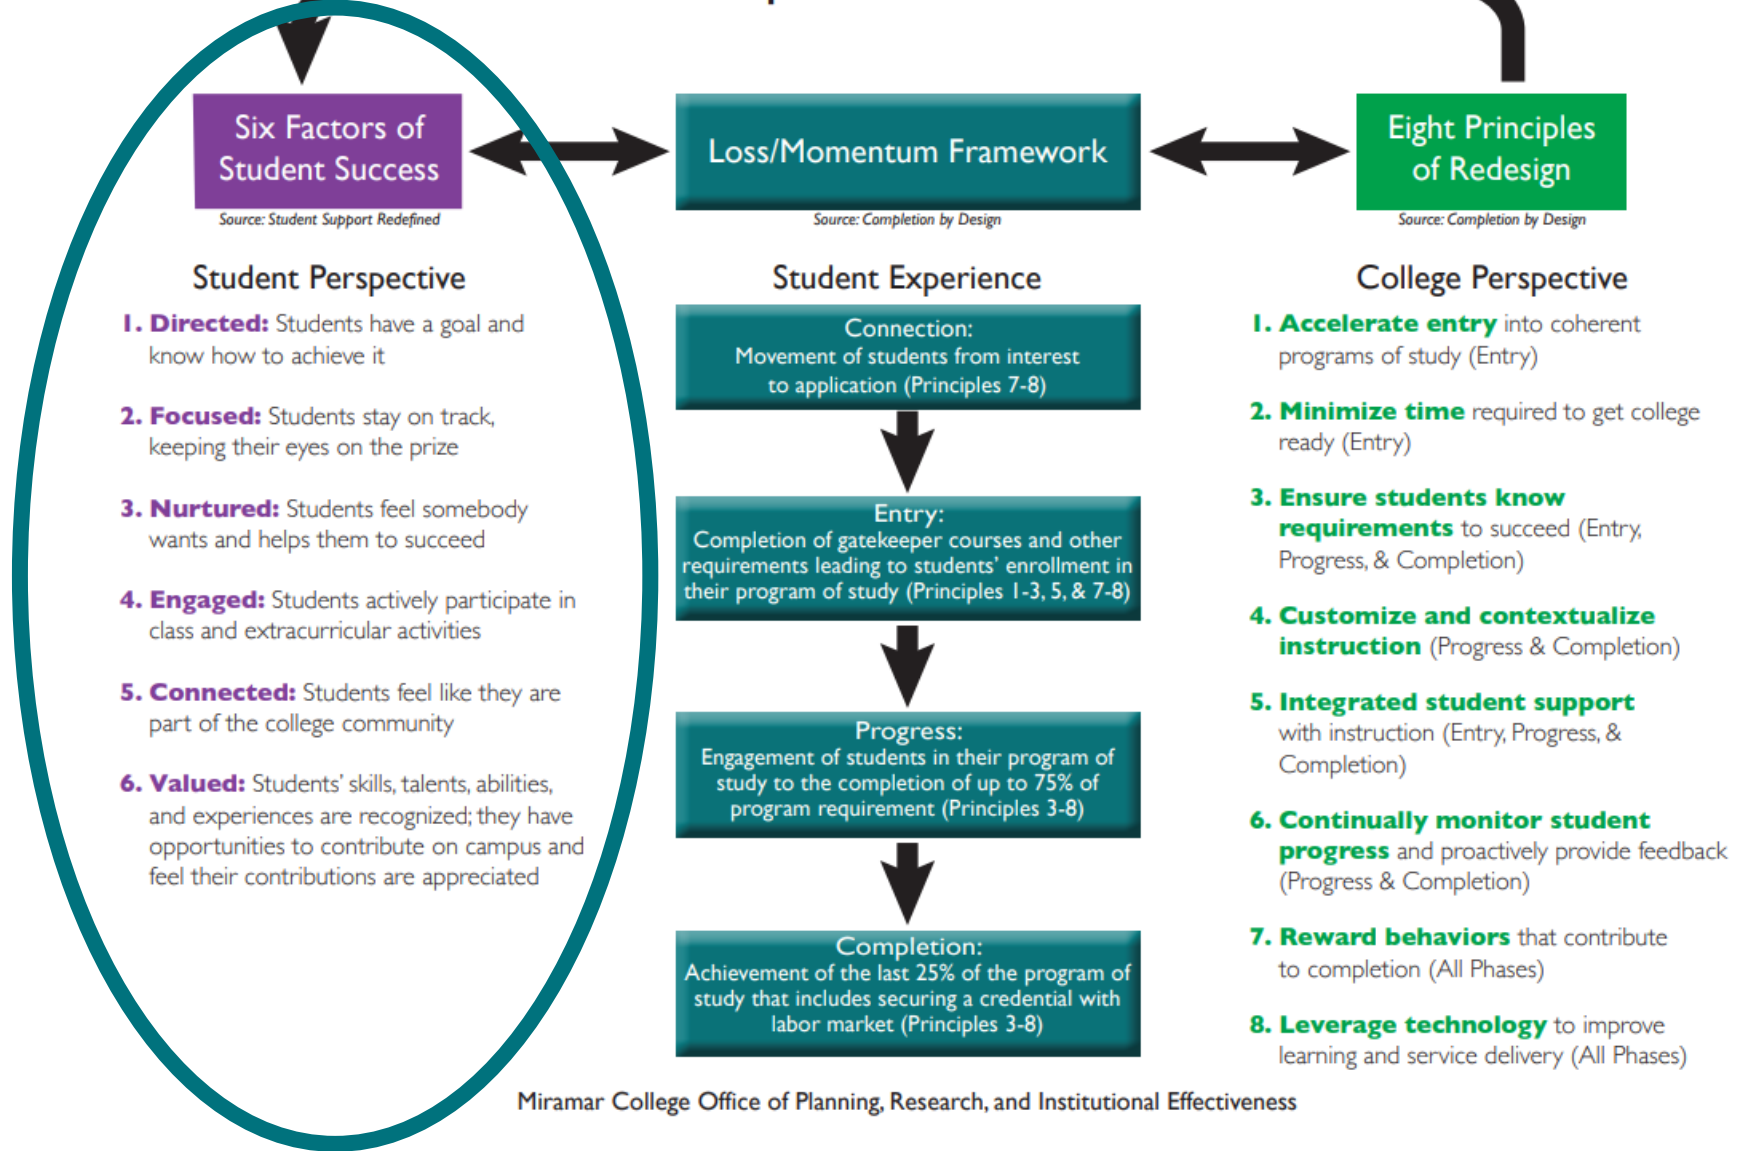 Six Factors of
Student Success
Source: Student Support Redefined
Student Perspective
1. Directed: Students have a goal and
know how to achieve it
2. Focused: Students stay on track,
keeping their eyes on the prize
3. Nurtured: Students feel somebody
wants and helps them to succeed
4. Engaged: Students actively participate in
class and extracurricular activities
5. Connected: Students feel like they are
part of the college community
6. Valued: Students' skills, talents, abilities,
and experiences are recognized; they have
opportunities to contribute on campus and
feel their contributions are appreciated
Loss/Momentum Framework
Source: Completion by Design
Student Experience
Connection:
Movement of students from interest
to application (Principles 7-8)
Entry:
Completion of gatekeeper courses and other
requirements leading to students' enrollment in
their program of study (Principles 1-3, 5, & 7-8)
Progress:
Engagement of students in their program of
study to the completion of up to 75% of
program requirement (Principles 3-8)
Completion:
Achievement of the last 25% of the program of
study that includes securing a credential with
labor market (Principles 3-8)
Eight Principles
of Redesign
Source: Completion by Design
College Perspective
1. Accelerate entry into coherent
programs of study (Entry)
2. Minimize time required to get college
ready (Entry)
3. Ensure students know
requirements to succeed (Entry,
Progress, & Completion)
4. Customize and contextualize
instruction (Progress & Completion)
5. Integrated student support
with instruction (Entry, Progress, &
Completion)
6. Continually monitor student
progress and proactively provide feedback
(Progress & Completion)
7. Reward behaviors that contribute
to completion (All Phases)
8. Leverage technology to improve
learning and service delivery (All Phases)
Miramar College Office of Planning, Research, and Institutional Effectiveness